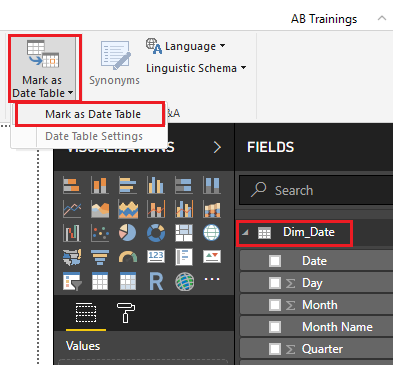 AB Trainings
Mark as
Date Table
Synonyms
Language
Linguistic Schema
Mark as Date Table
Date Table Settings
FIELDS
Search
Dim_Date
Date
Day
Month
Month Name
Quarter
R
123
Values